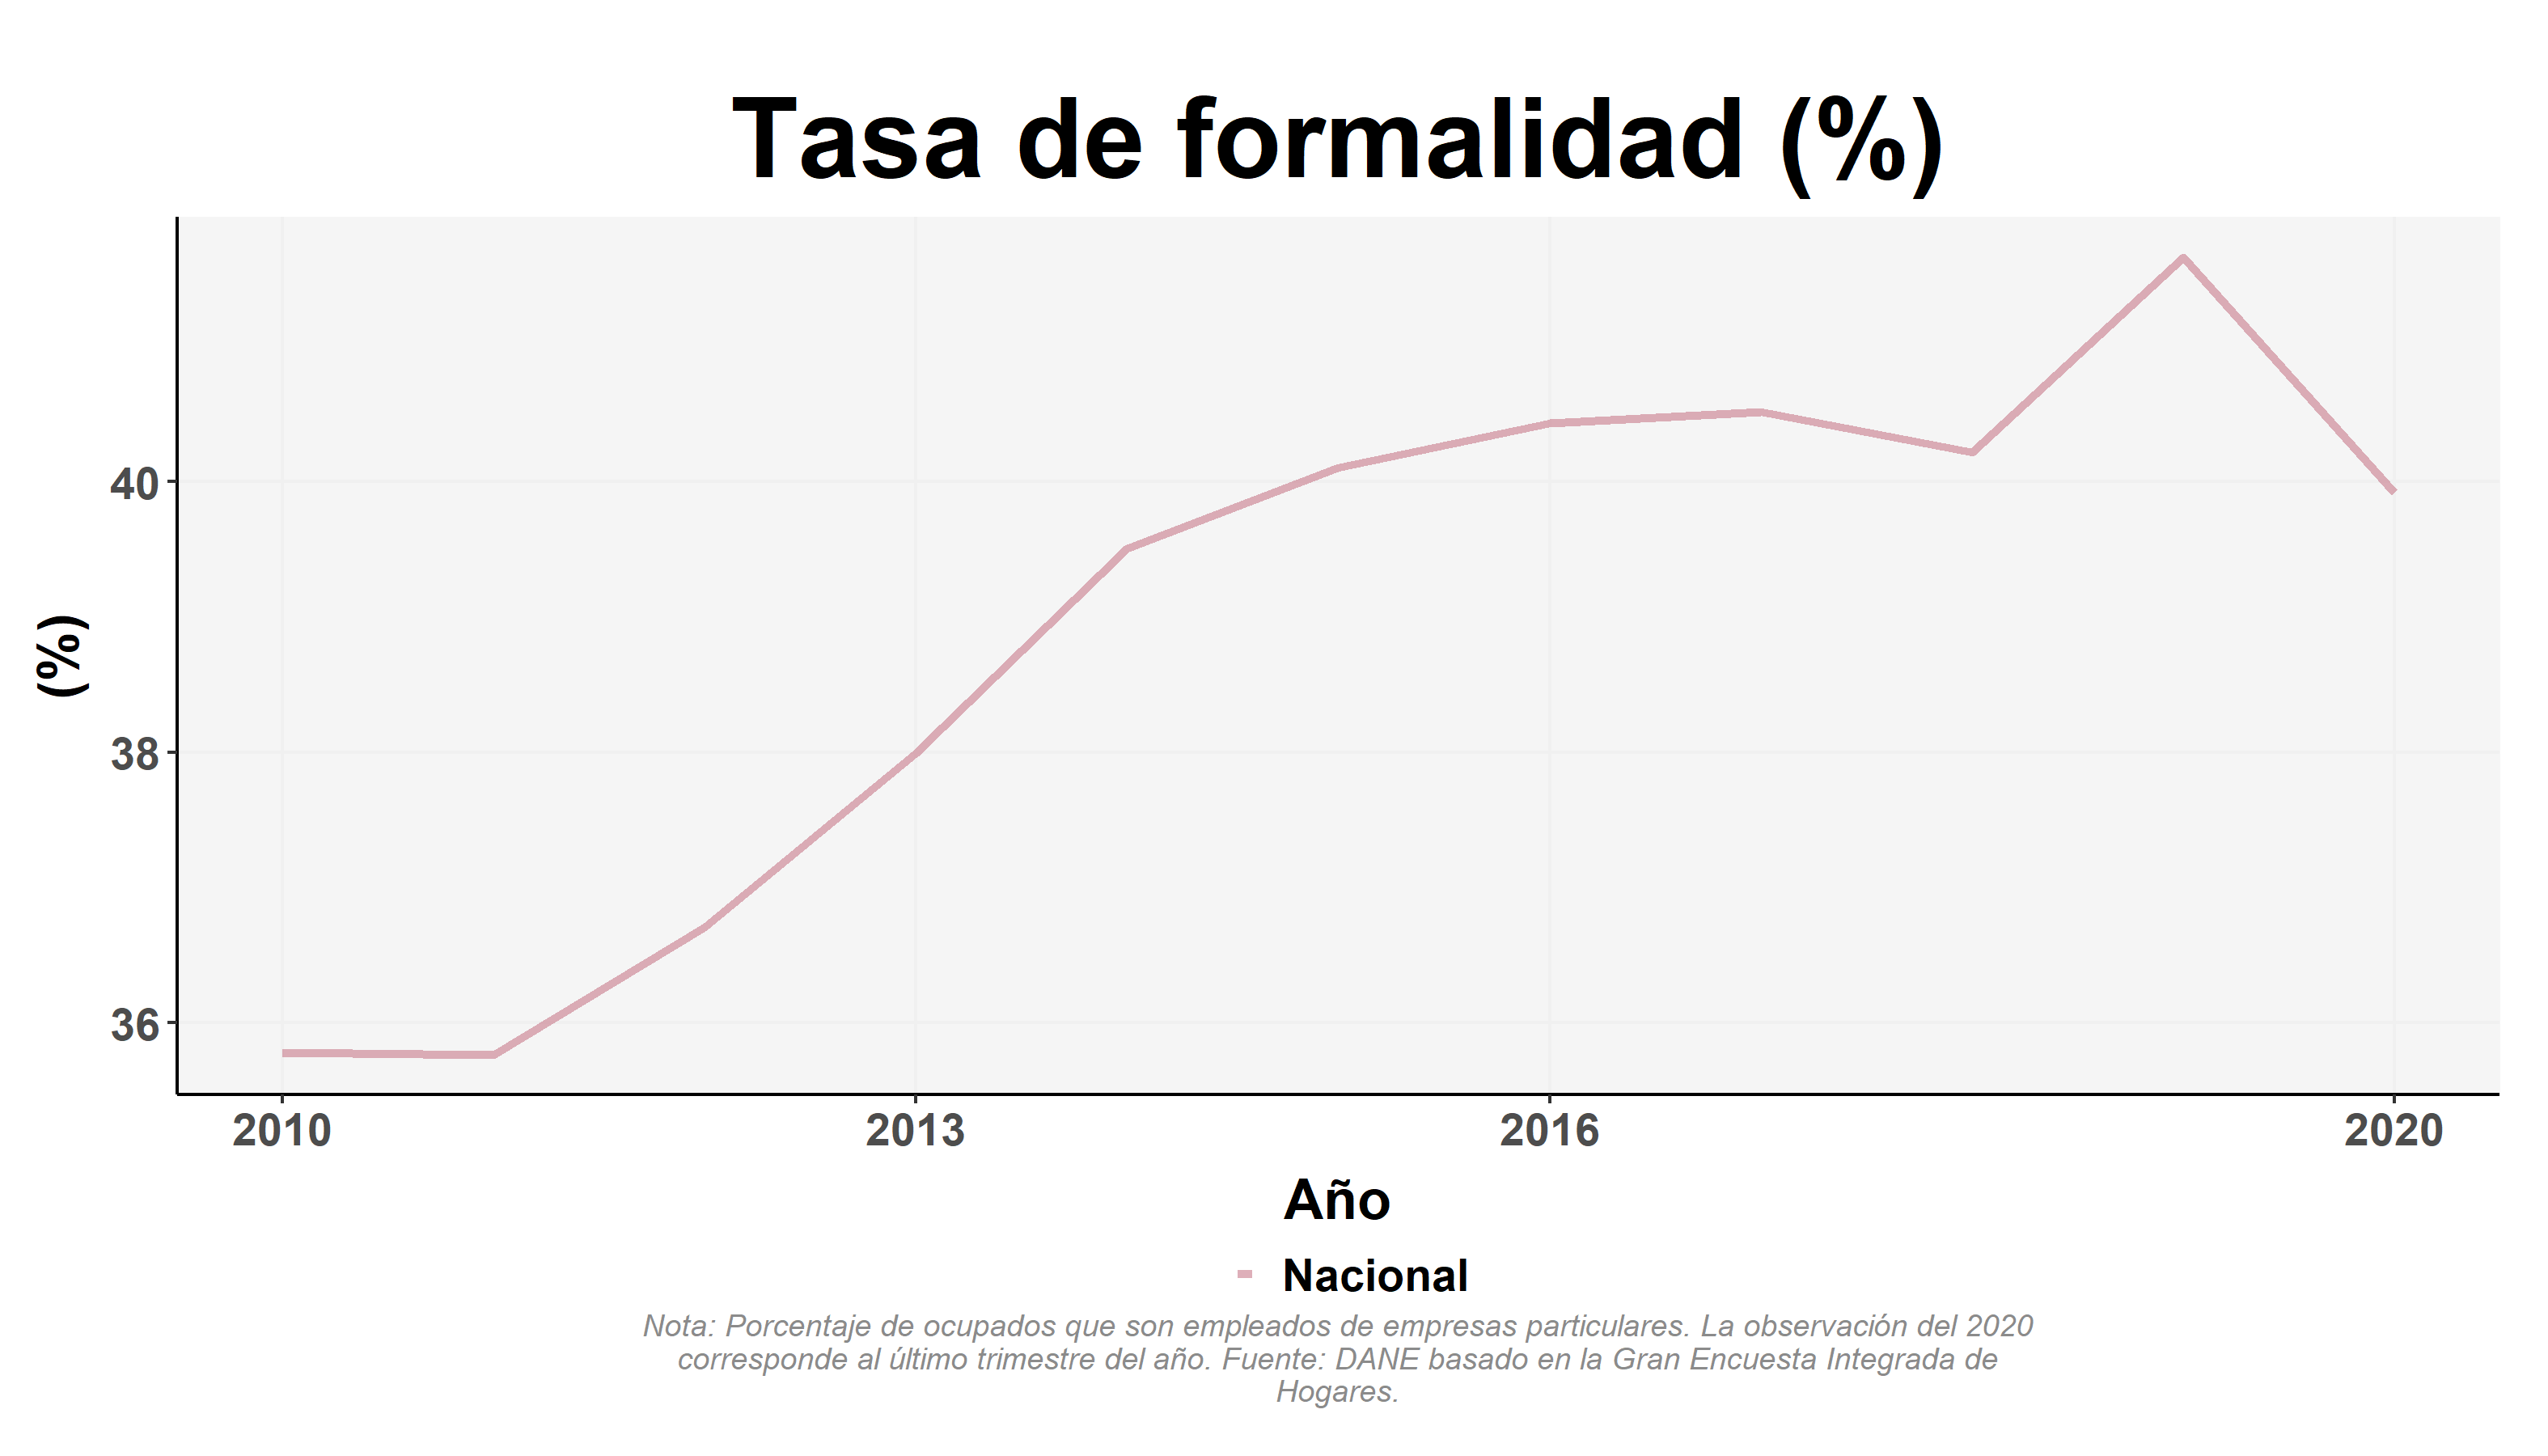 Tasa de formalidad (%)
(%)
40
38
36
2010 2013 2016 2020
Año
Nacional
Nota: Porcentaje de ocupados que son empleados de empresas particulares. La observación del 2020
corresponde al último trimestre del año. Fuente: DANE basado en la Gran Encuesta Integrada de
Hogares.